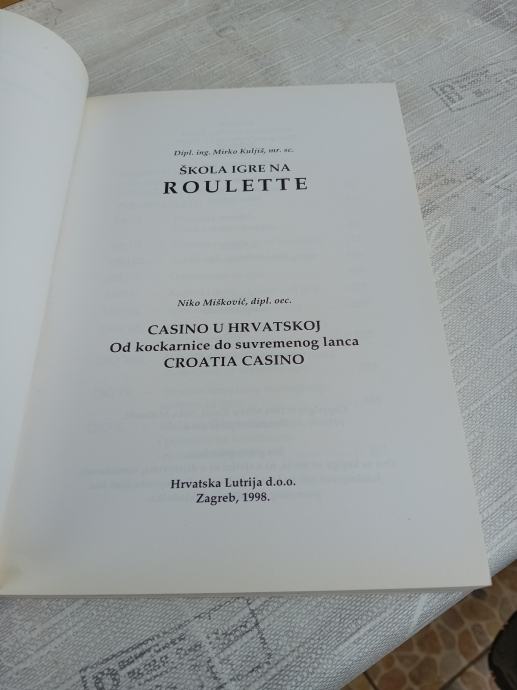 Dipl. ing. Mirko Kuljiš, mr. sc.
ŠKOLA IGRE NA
ROULETTE
Niko Mišković, dipl. oec.
CASINO U HRVATSKOJ
Od kockarnice do suvremenog lanca
CROATIA CASINO
Hrvatska Lutrija d.o.o.
Zagreb, 1998.